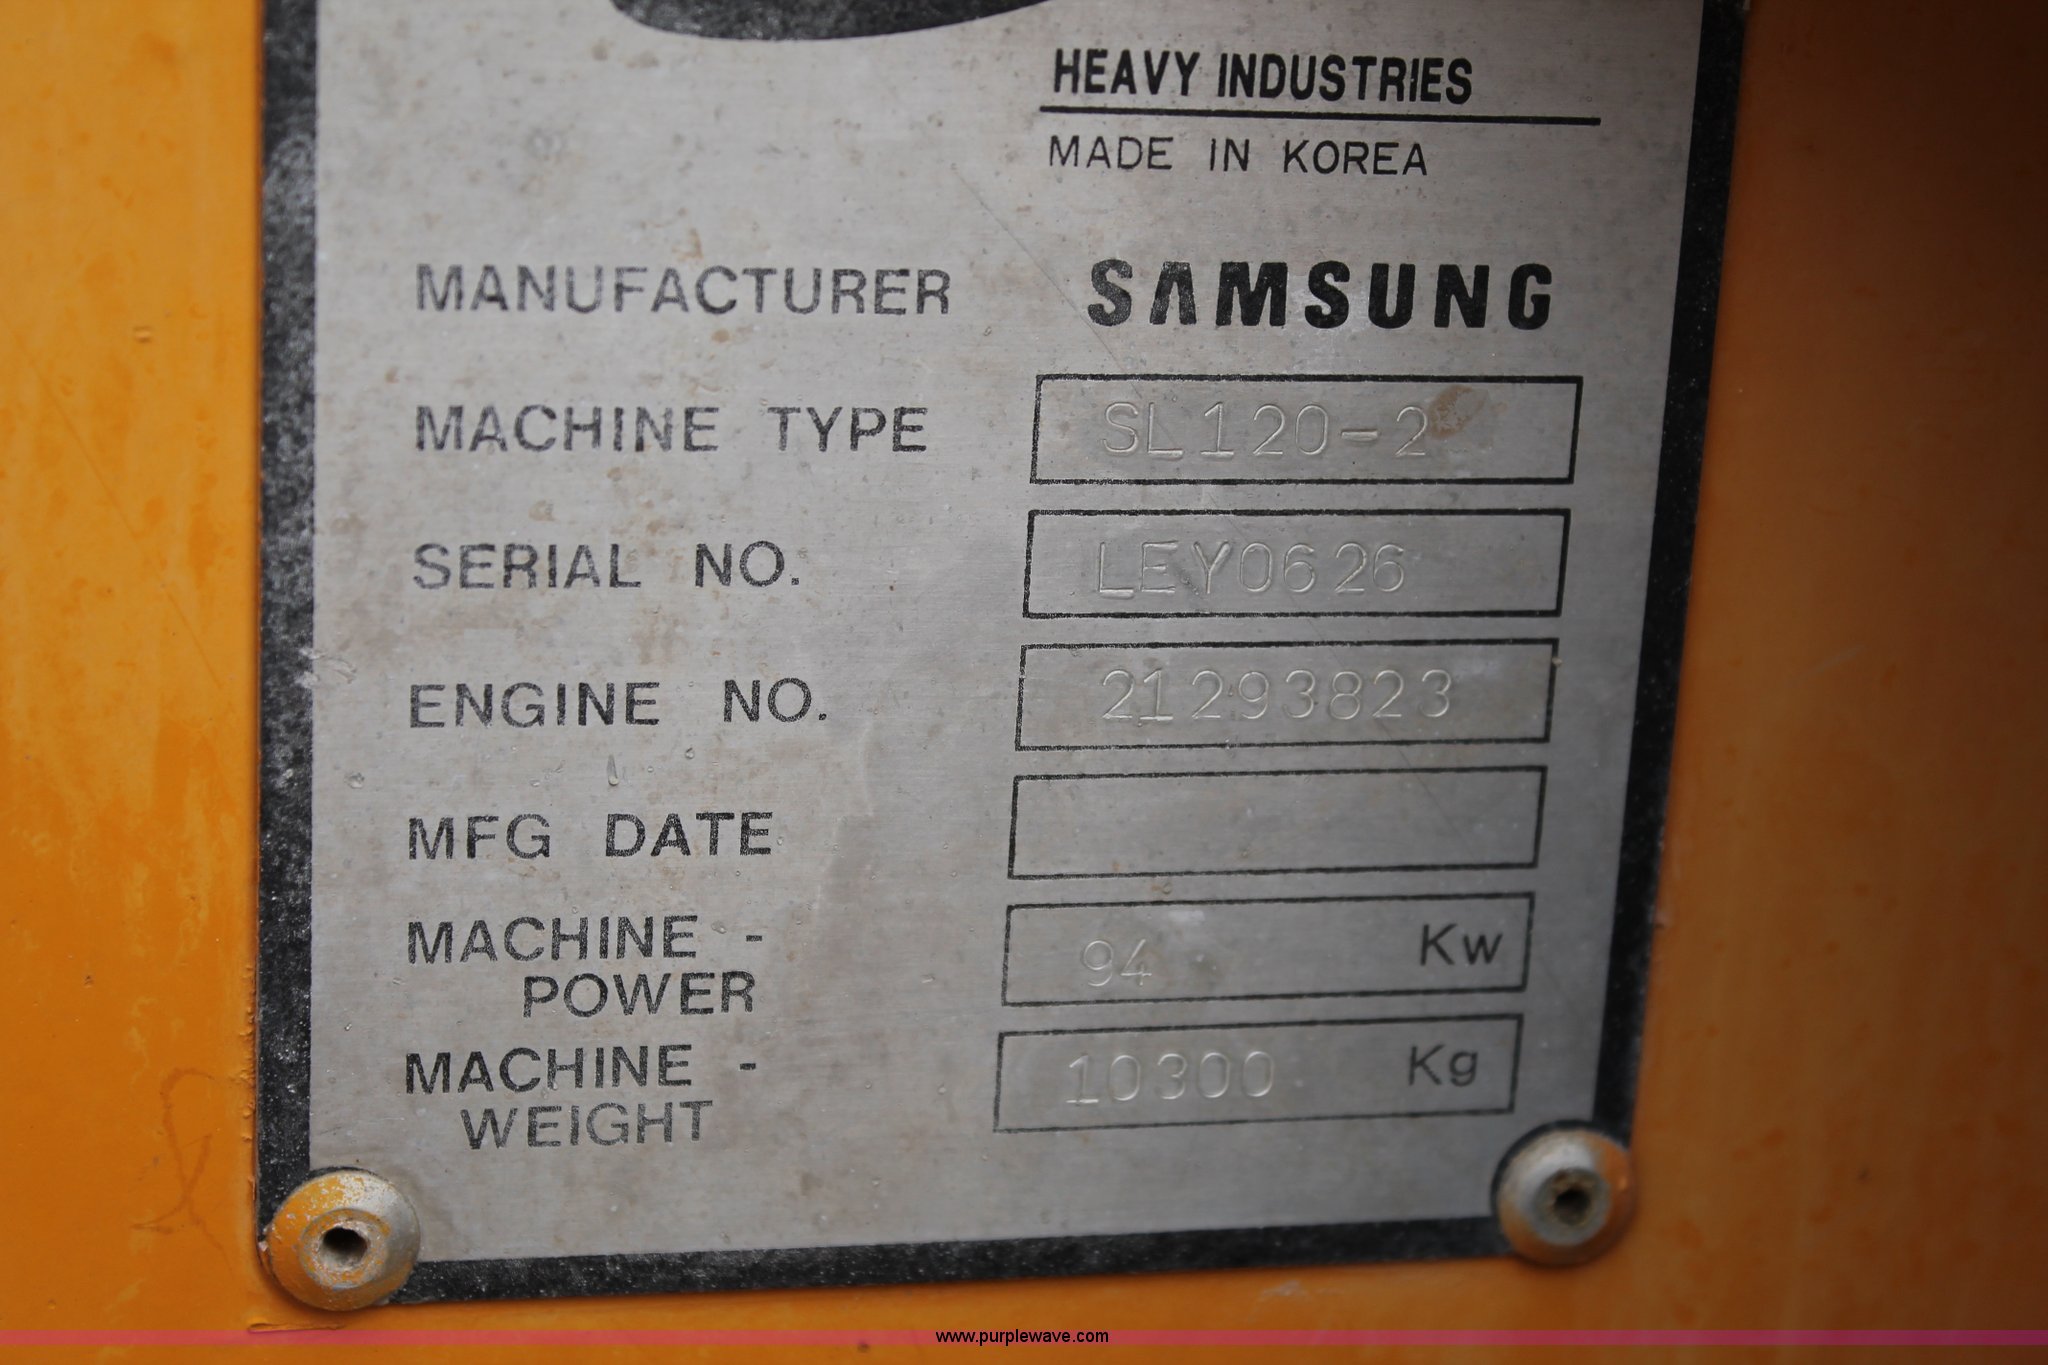 HEAVY INDUSTRIES
MADE IN KOREA
MANUFACTURER SAMSUNG
MACHINE TYPE SL120-2
SERIAL NO. LEY0626
ENGINE NO. 21293823
MFG DATE
MACHINE - POWER 94 Kw
MACHINE - WEIGHT 10300 Kg
www.purplewave.com